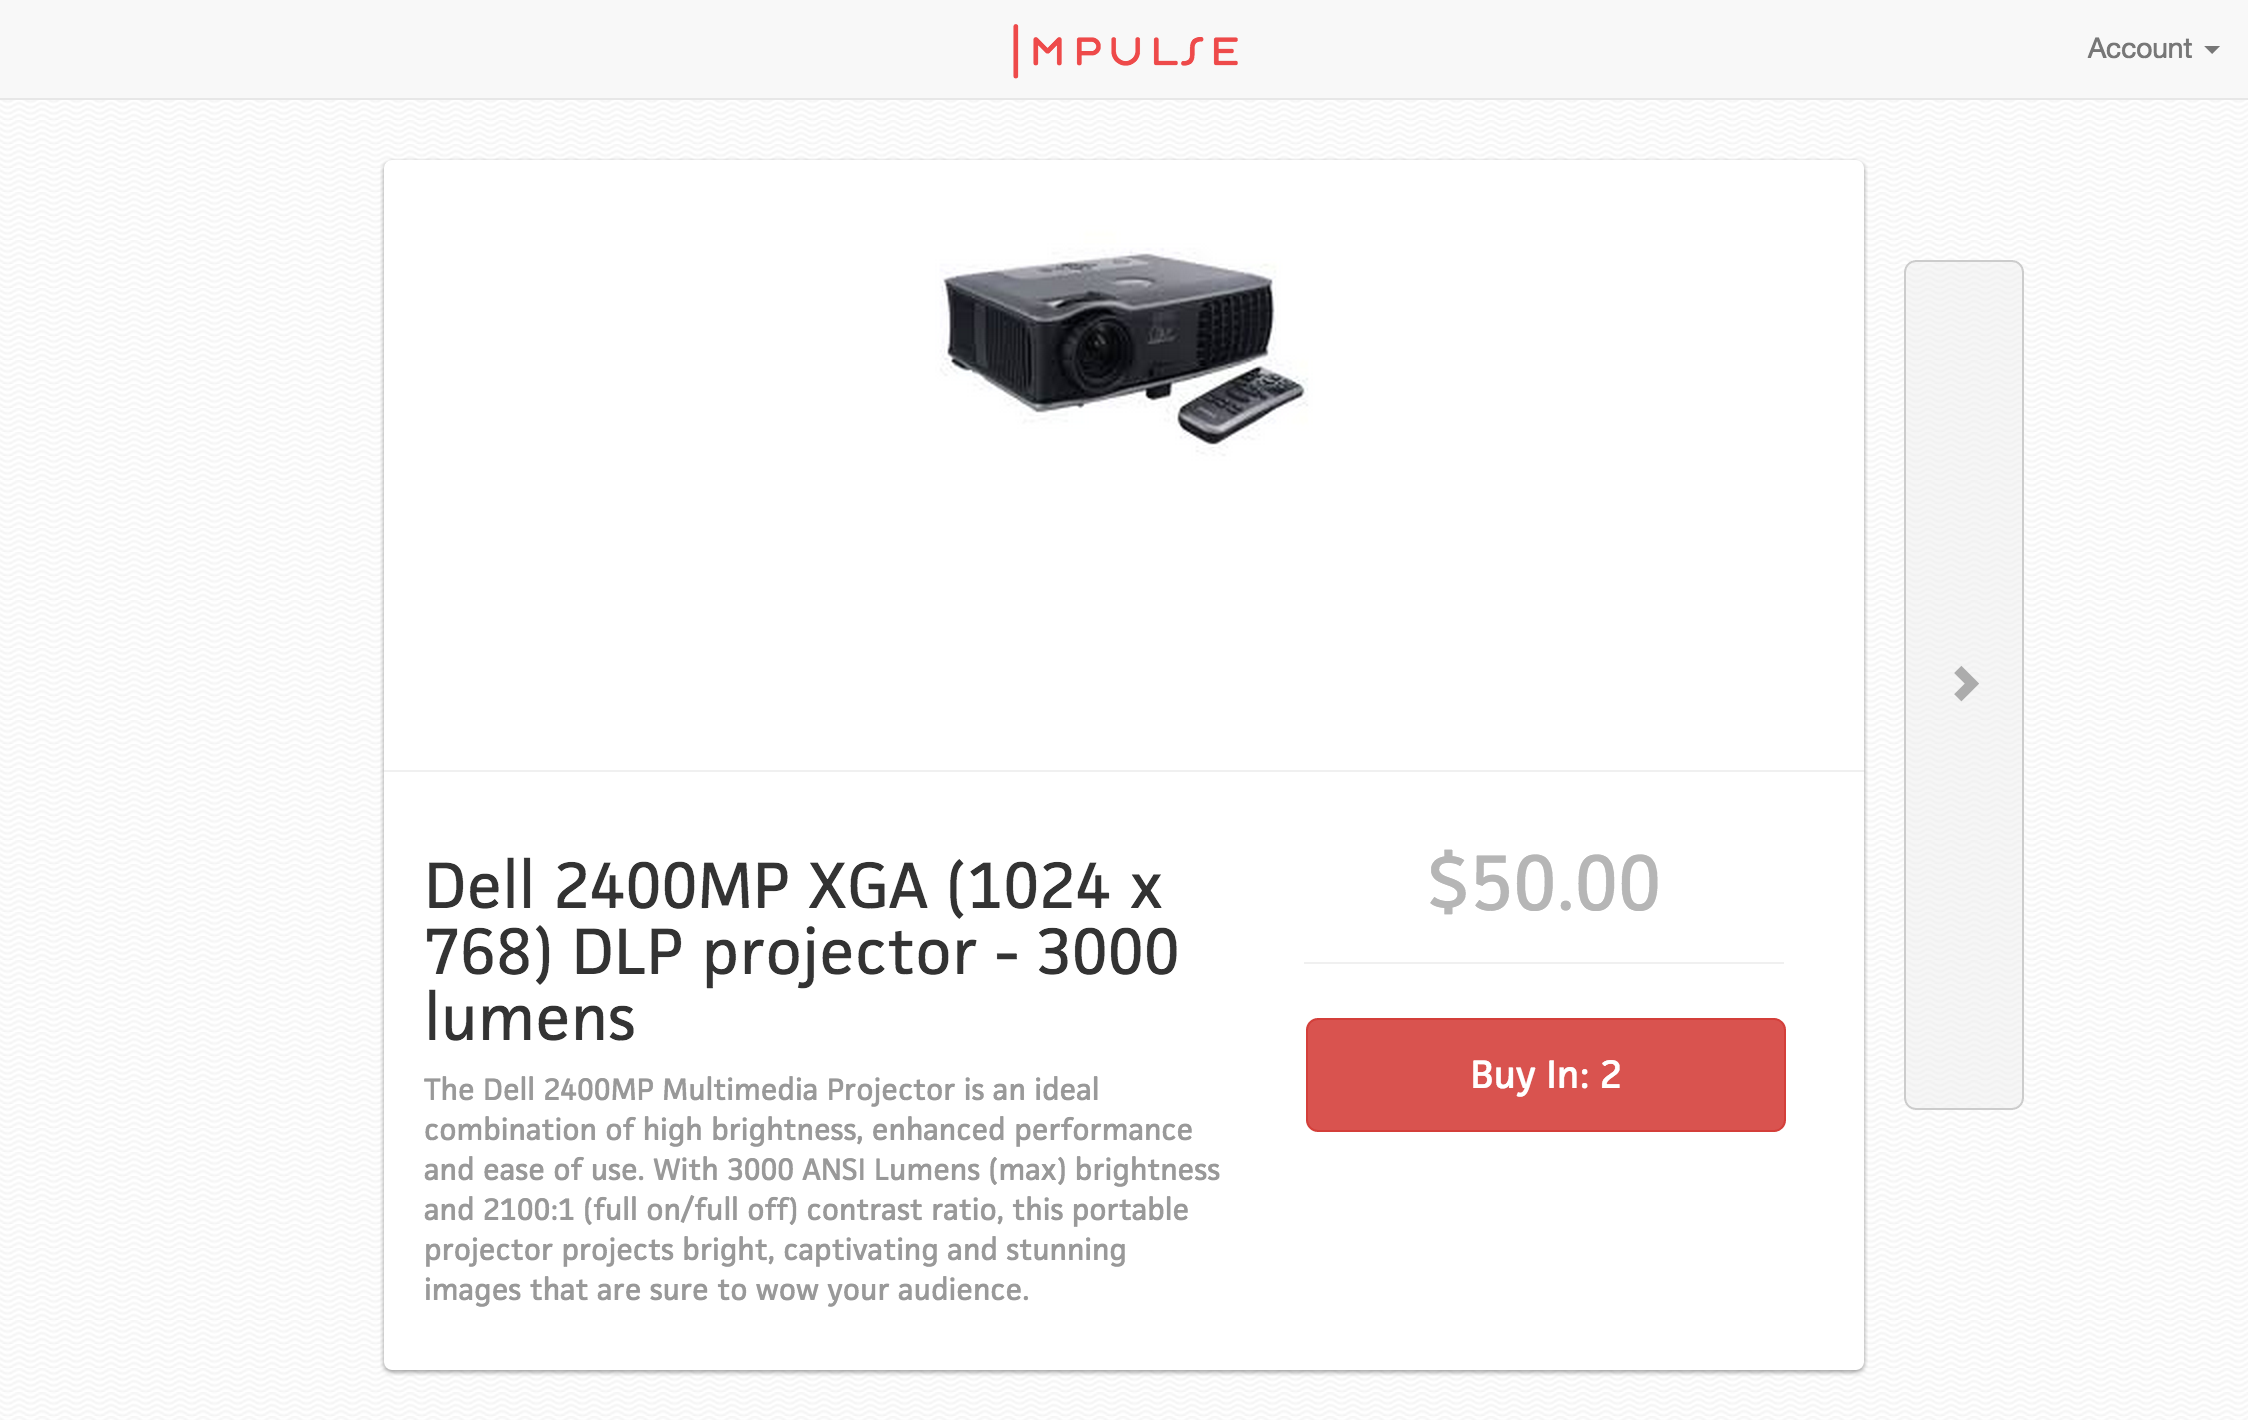 IMPULSE
Account
Dell 2400MP XGA (1024 x
768) DLP projector - 3000
lumens
$50.00
Buy In: 2
The Dell 2400MP Multimedia Projector is an ideal
combination of high brightness, enhanced performance
and ease of use. With 3000 ANSI Lumens (max) brightness
and 2100:1 (full on/full off) contrast ratio, this portable
projector projects bright, captivating and stunning
images that are sure to wow your audience.